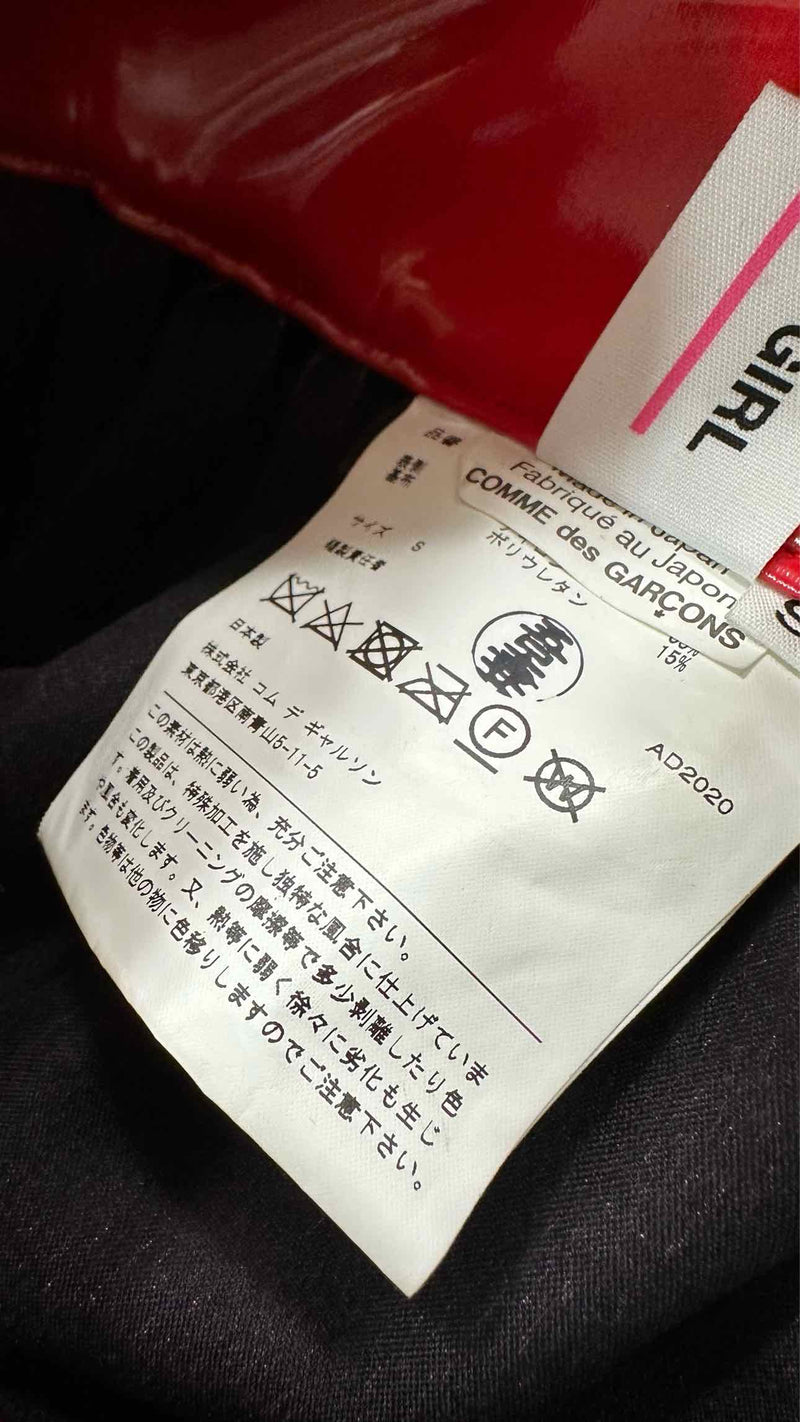 GIRL
Fabriqué au Japon
COMME des GARÇONS
品番
サイズ S
縫製責任者
ポリウレタン
15%
F
W
AD2020
日本製
株式会社 コム デ ギャルソン
東京都港区南青山5-11-5
この素材は熱に弱い為、充分ご注意下さい。
この製品は、特殊加工を施し独特な風合に仕上げていま
す。着用及びクリーニングの摩擦等で多少剥離したり色
や風合も変化します。又、熱等に弱く徐々に劣化も生じ
ます。色物等は他の物に色移りしますのでご注意下さい。